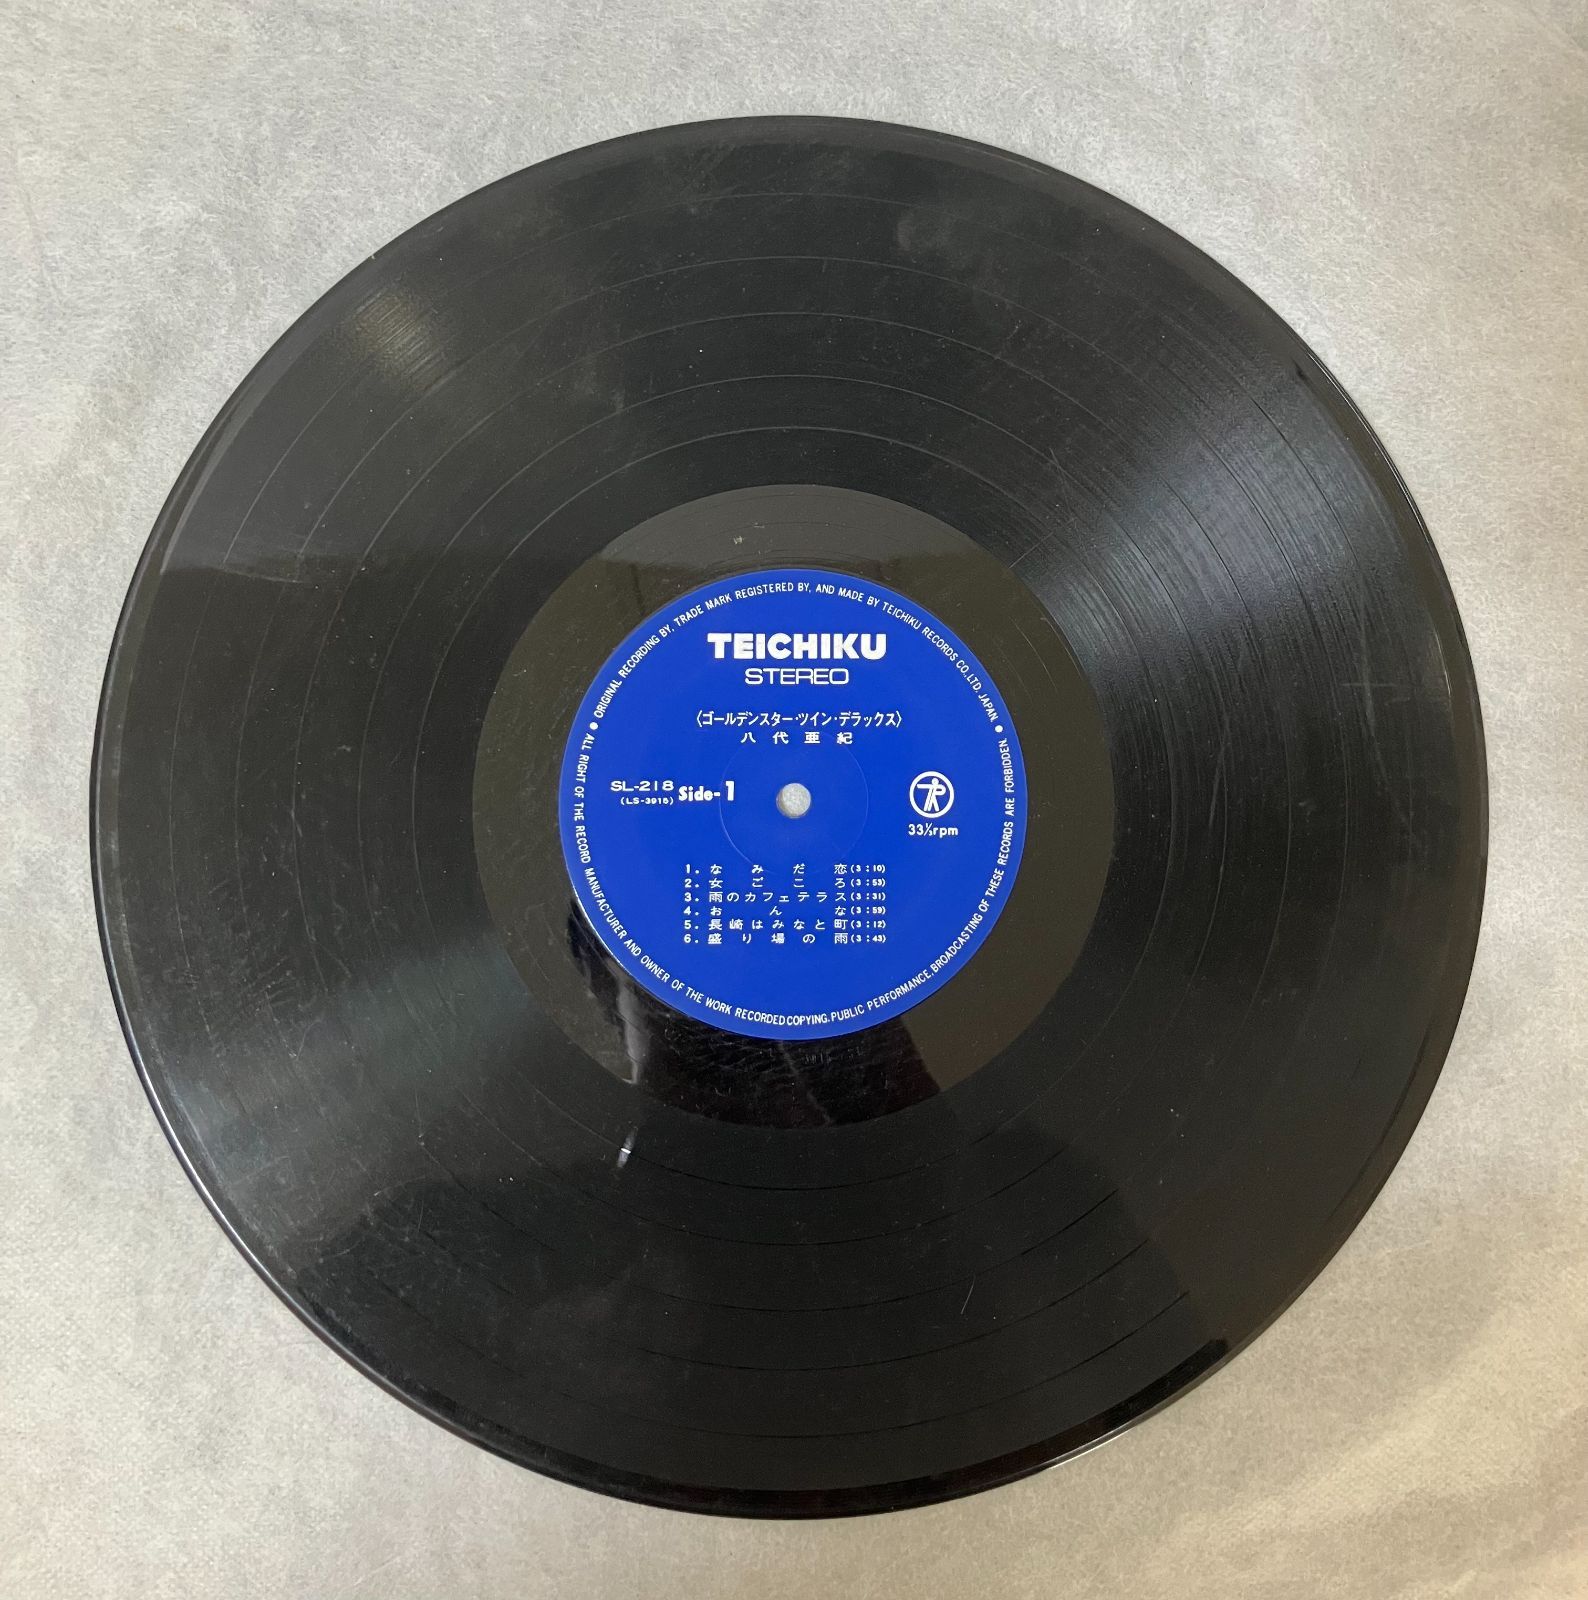 ● ORIGINAL RECORDING BY, TRADE MARK REGISTERED BY, AND MADE BY TEICHIKU RECORDS CO.,LTD. JAPAN. ●
TEICHIKU
STEREO
〈ゴールデンスター・ツイン・デラックス〉
八代亜紀
SL-218
(LS-3915)
Side-1
33⅓rpm
1. なみだ恋(3:10)
2. 女ごころ(3:53)
3. 雨のカフェテラス(3:31)
4. おんな(3:59)
5. 長崎はみなと町(3:12)
6. 盛り場の雨(3:43)
ALL RIGHT OF THE RECORD MANUFACTURER AND OWNER OF THE WORK RECORDED COPYING. PUBLIC PERFORMANCE. BROADCASTING OF THESE RECORDS ARE FORBIDDEN.